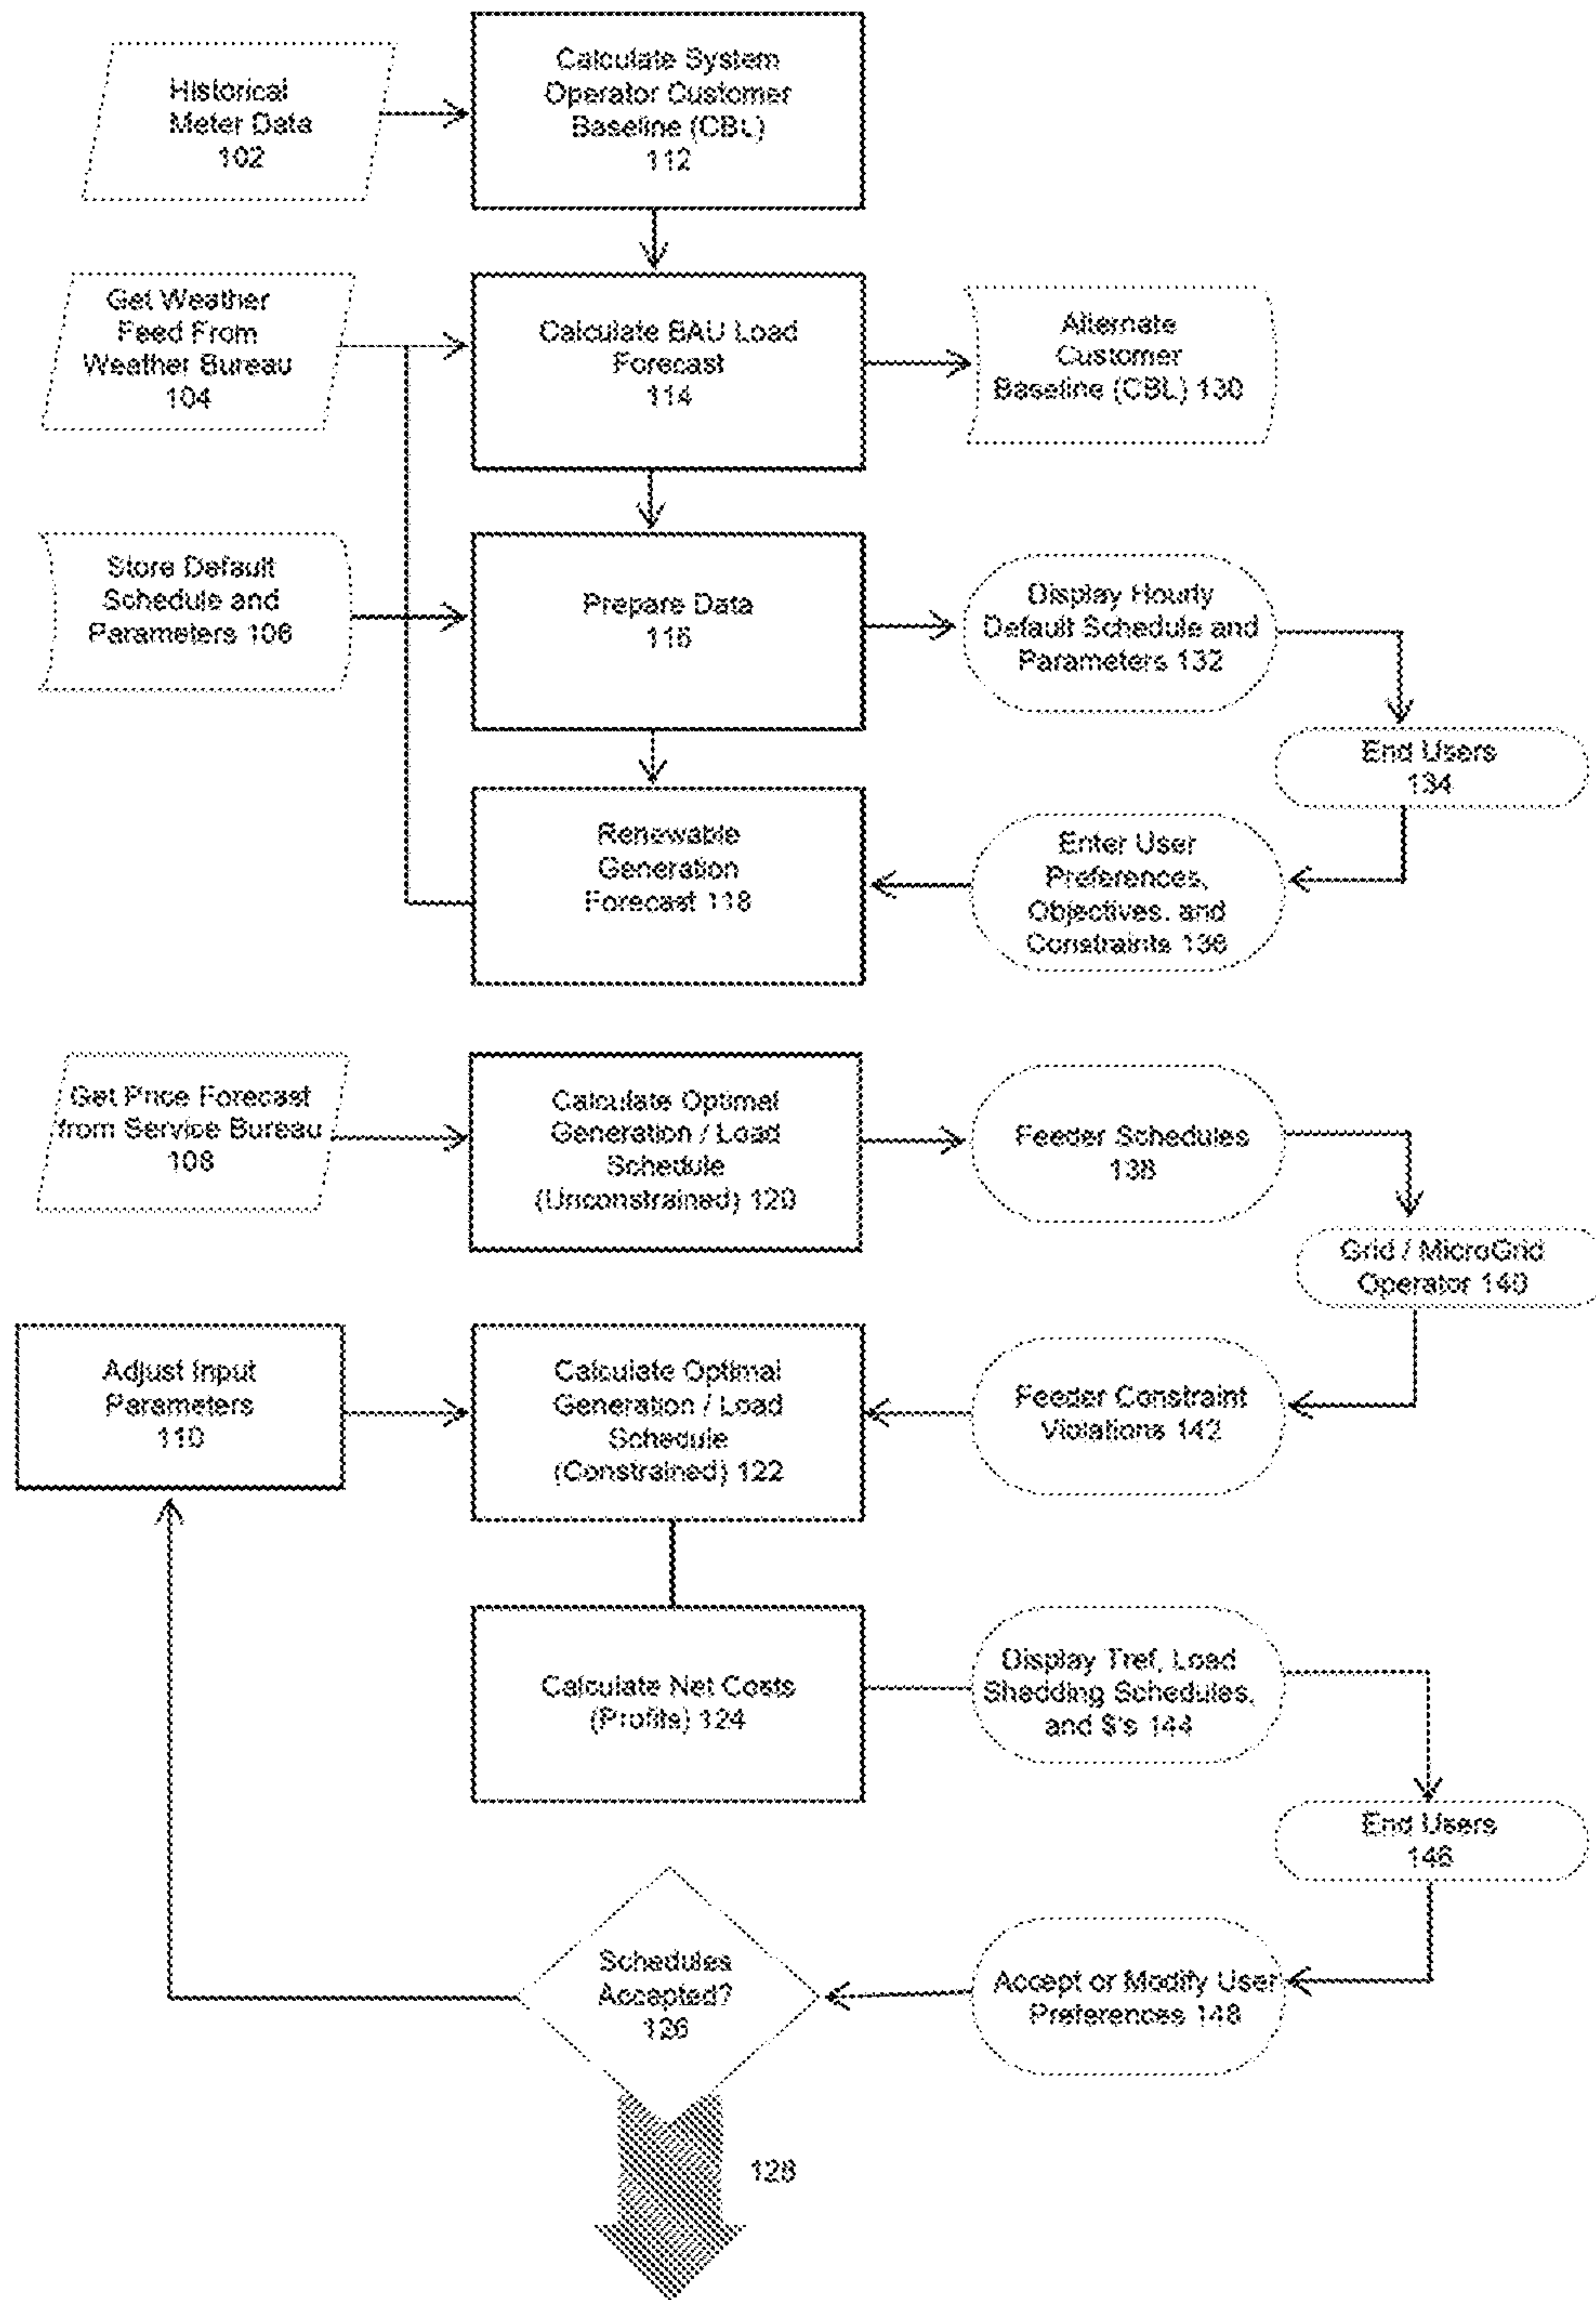 Historical
Meter Data
102
Calculate System
Operator Customer
Baseline (CBL)
112
Get Weather
Feed From
Weather Bureau
104
Calculate BAU Load
Forecast
114
Alternate
Customer
Baseline (CBL) 130
Store Default
Schedule and
Parameters 106
Prepare Data
116
Display Hourly
Default Schedule and
Parameters 132
End Users
134
Renewable
Generation
Forecast 118
Enter User
Preferences,
Objectives. and
Constraints 136
Get Price Forecast
from Service Bureau
108
Calculate Optimal
Generation / Load
Schedule
(Unconstrained) 120
Feeder Schedules
138
Grid / MicroGrid
Operator 140
Adjust Input
Parameters
110
Calculate Optimal
Generation / Load
Schedule
(Constrained) 122
Feeder Constraint
Violations 142
Calculate Net Costs
(Profits) 124
Display Tref, Load
Shedding Schedules,
and $'s 144
End Users
146
Schedules
Accepted?
126
Accept or Modify User
Preferences 148
128